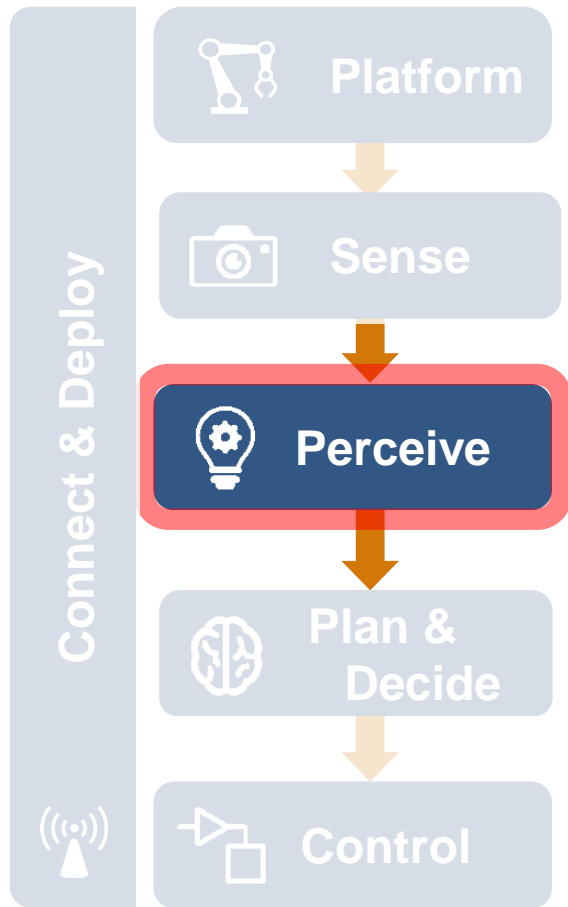 Connect & Deploy
Platform
Sense
Perceive
Plan &
Decide
Control